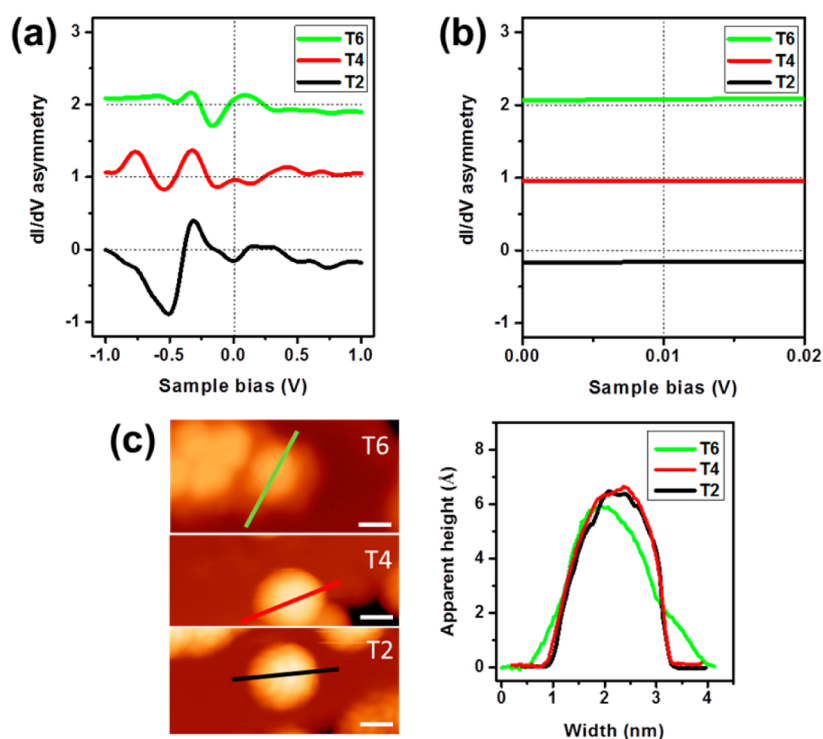 (a)
dI/dV asymmetry
2
1
0
-1
-1.0 -0.5 0.0 0.5 1.0
Sample bias (V)
T6
T4
T2
(b)
dI/dV asymmetry
2
1
0
-1
0.00 0.01 0.02
Sample bias (V)
T6
T4
T2
(c)
T6
T4
T2
Apparent height (Å)
8
6
4
2
0
0 1 2 3 4
Width (nm)
T6
T4
T2